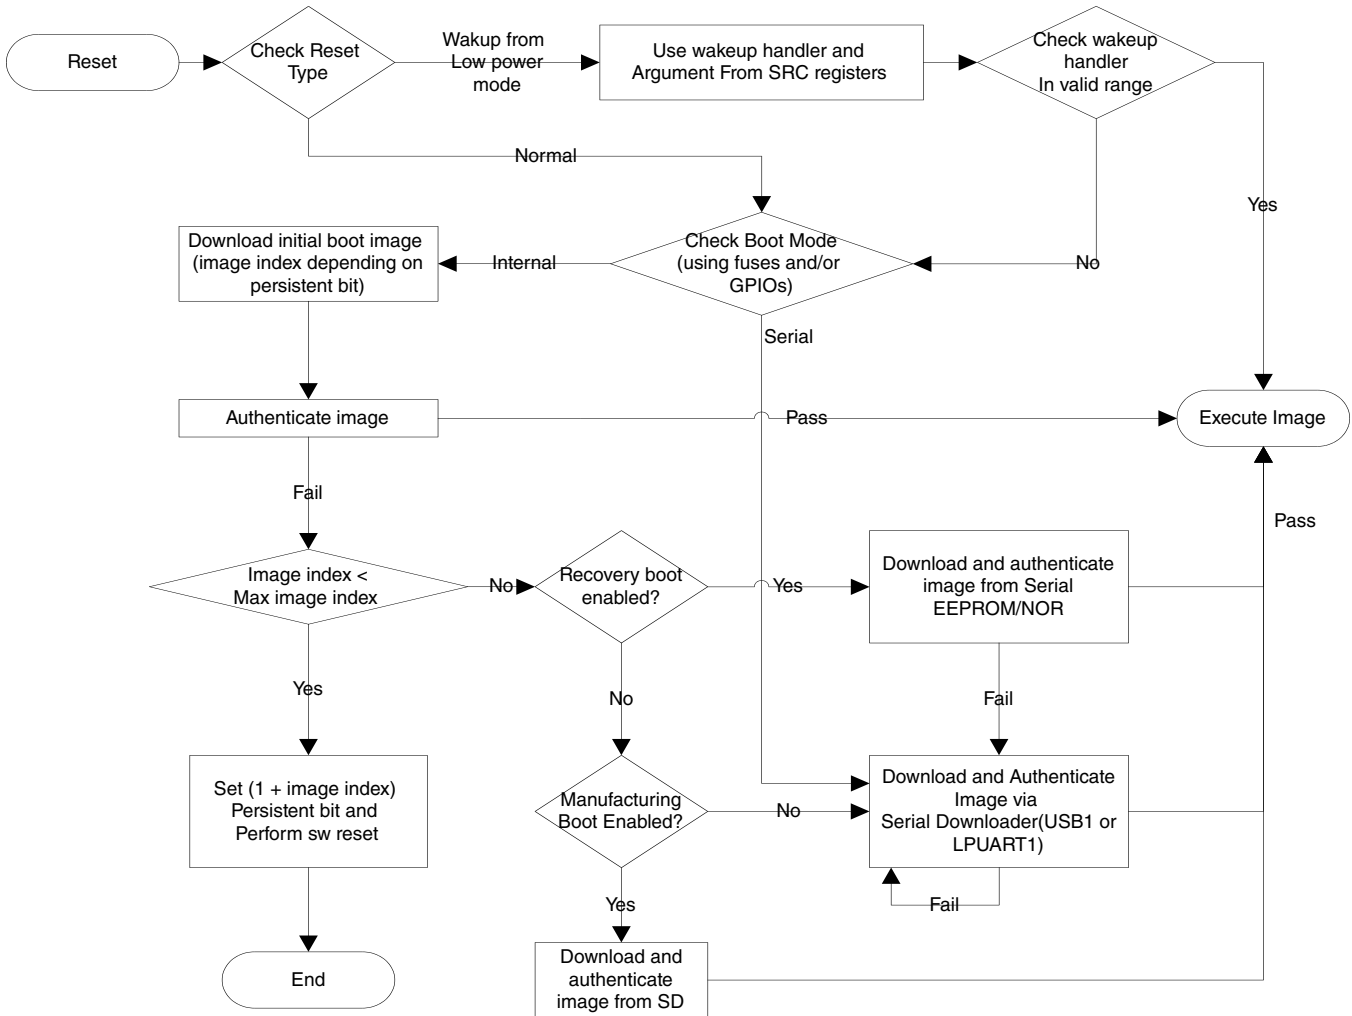 Reset
Check Reset
Type
Wakup from
Low power
mode
Use wakeup handler and
Argument From SRC registers
Check wakeup
handler
In valid range
Normal
Yes
Download initial boot image
(image index depending on
persistent bit)
Internal
Check Boot Mode
(using fuses and/or
GPIOs)
No
Serial
Authenticate image
Pass
Execute Image
Fail
Pass
Image index <
Max image index
No
Recovery boot
enabled?
Yes
Download and authenticate
image from Serial
EEPROM/NOR
Yes
No
Fail
Set (1 + image index)
Persistent bit and
Perform sw reset
Manufacturing
Boot Enabled?
No
Download and Authenticate
Image via
Serial Downloader(USB1 or
LPUART1)
Yes
Fail
End
Download and
authenticate
image from SD